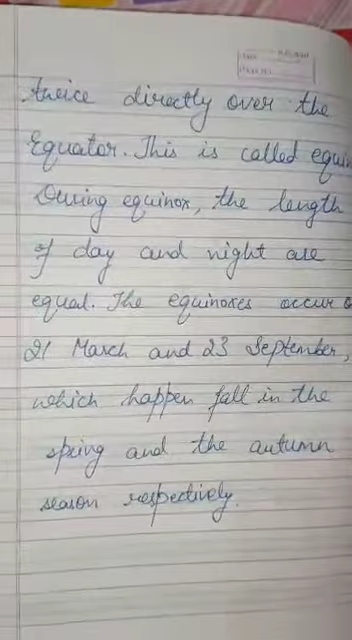 twice directly over the
Equator. This is called equin
During equinox, the length
of day and night are
equal. The equinoxes occur o
21 March and 23 September,
which happen fall in the
spring and the autumn
season respectively.